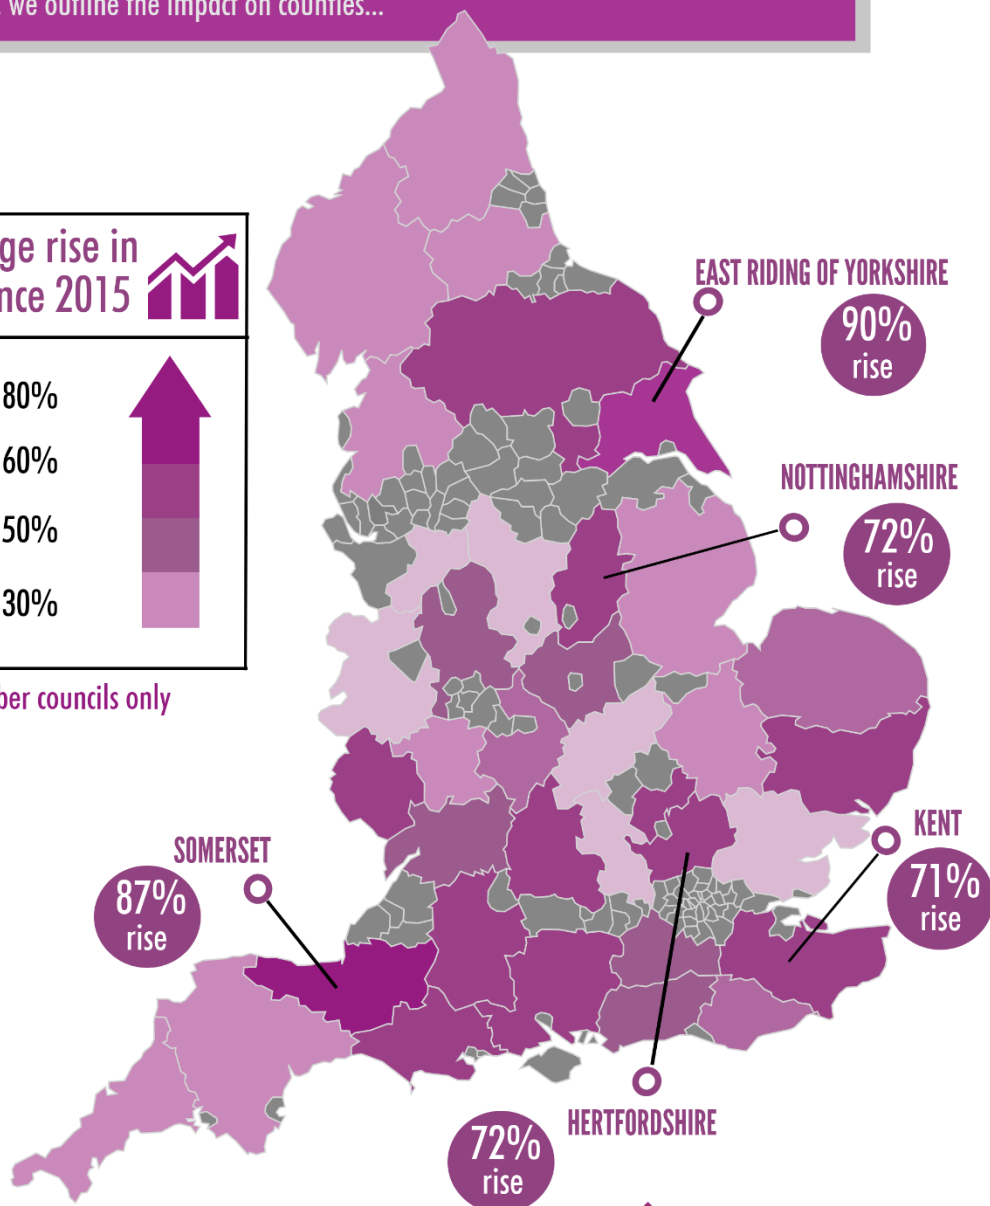 we outline the impact on counties...
ge rise in
nce 2015
80%
60%
50%
30%
ber councils only
EAST RIDING OF YORKSHIRE
90%
rise
NOTTINGHAMSHIRE
72%
rise
KENT
71%
rise
SOMERSET
87%
rise
HERTFORDSHIRE
72%
rise